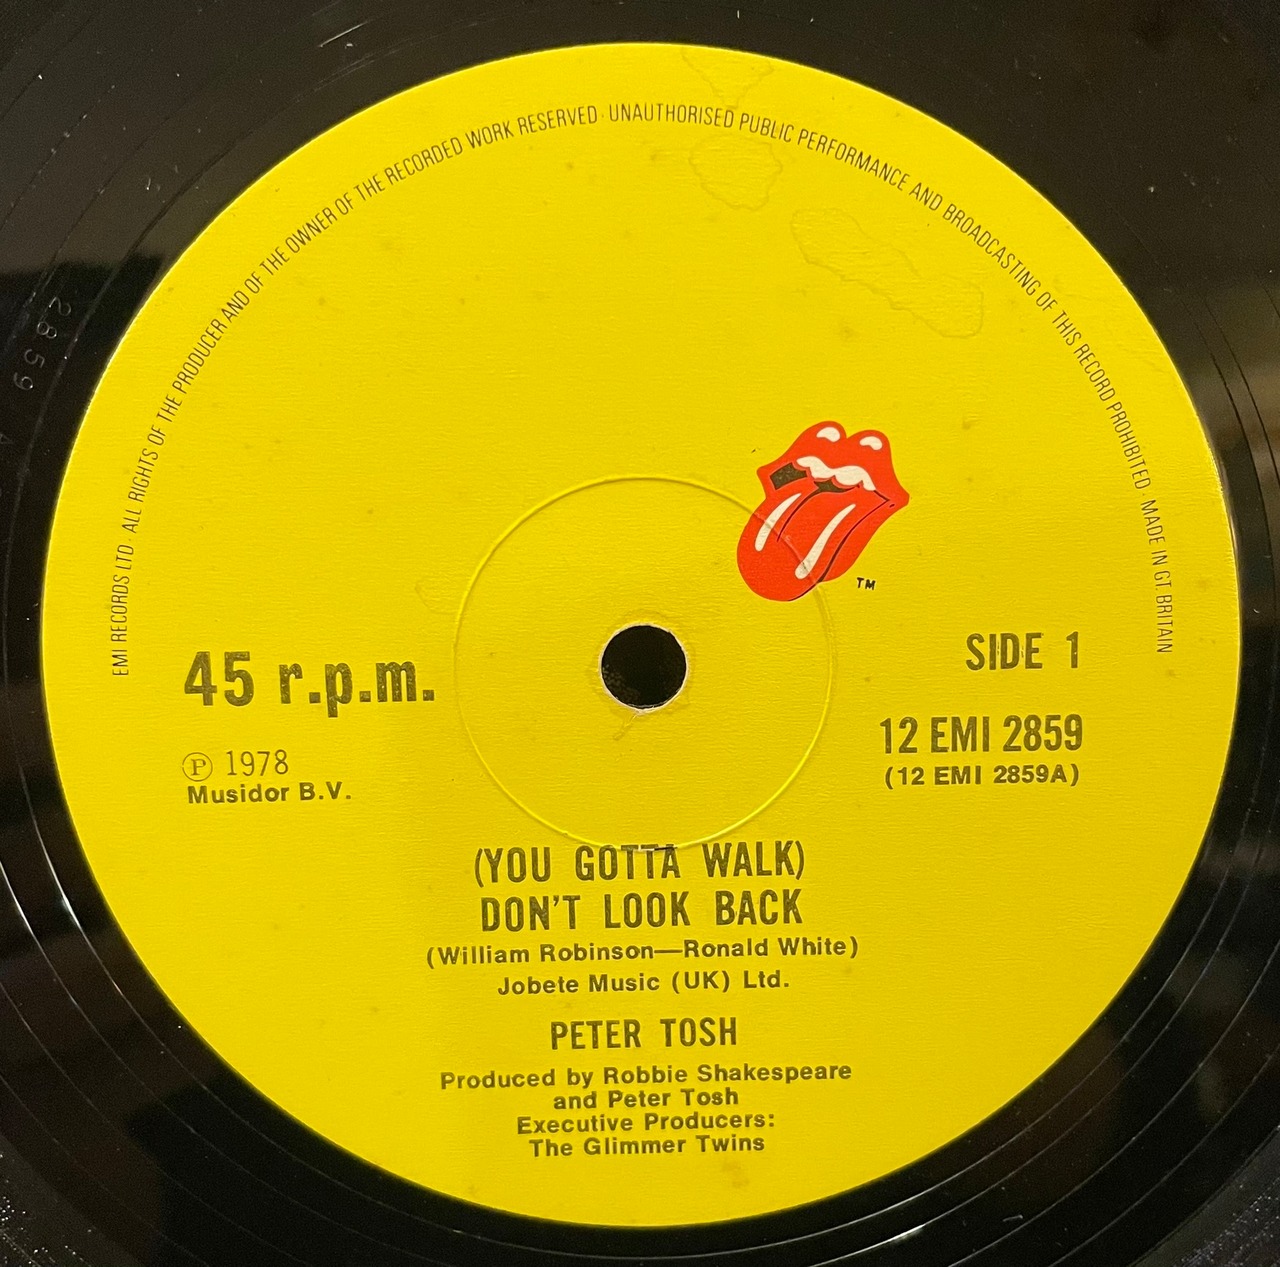 EMI RECORDS LTD · ALL RIGHTS OF THE PRODUCER AND OF THE OWNER OF THE RECORDED WORK RESERVED · UNAUTHORISED PUBLIC PERFORMANCE AND BROADCASTING OF THIS RECORD PROHIBITED · MADE IN GT. BRITAIN
2859
TM
45 r.p.m.
SIDE 1
℗ 1978
Musidor B.V.
12 EMI 2859
(12 EMI 2859A)
(YOU GOTTA WALK)
DON'T LOOK BACK
(William Robinson—Ronald White)
Jobete Music (UK) Ltd.
PETER TOSH
Produced by Robbie Shakespeare
and Peter Tosh
Executive Producers:
The Glimmer Twins